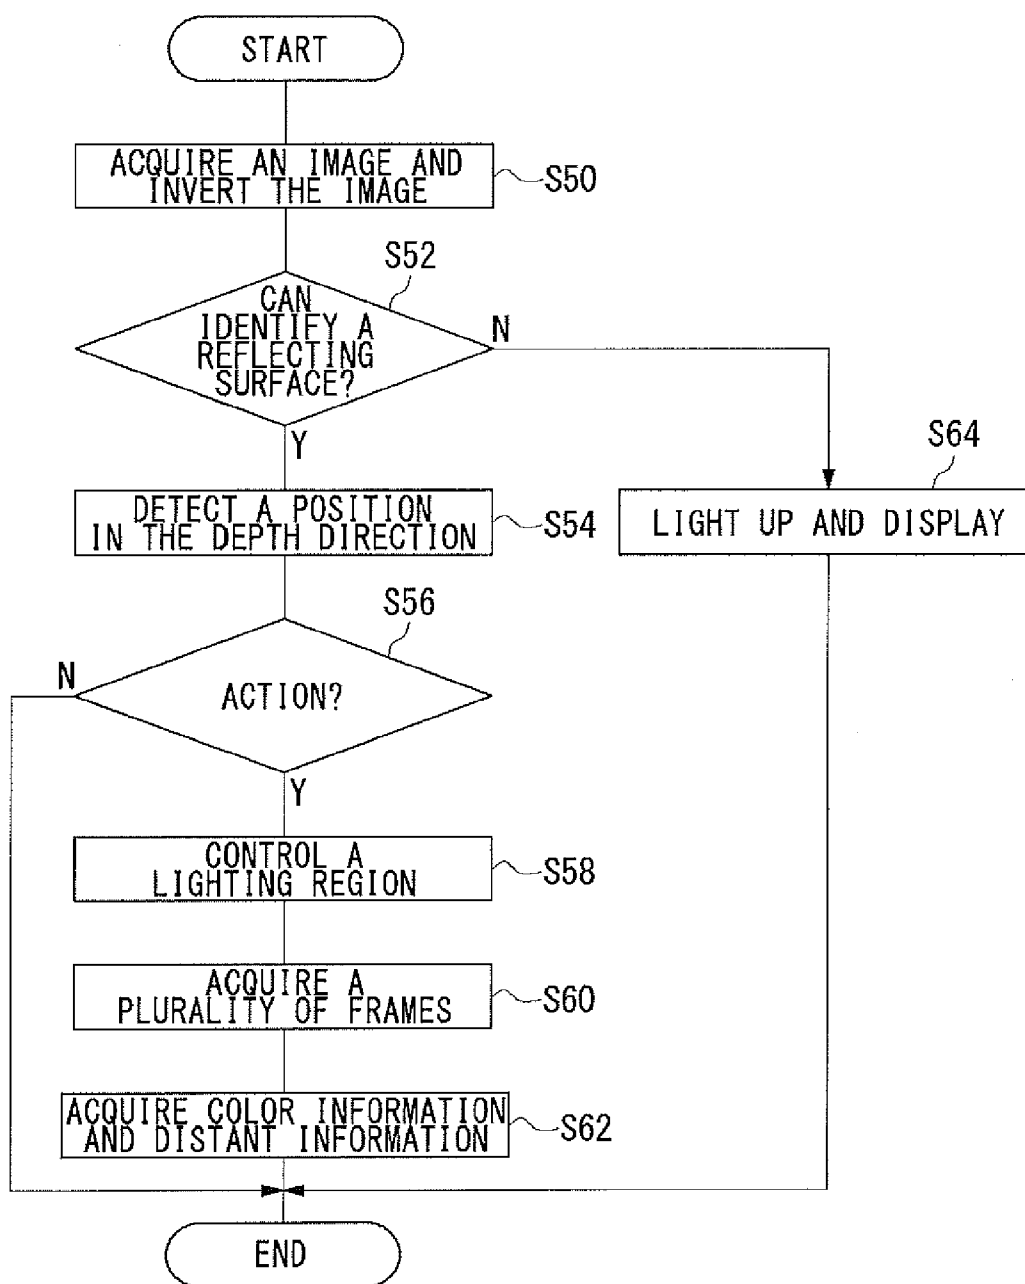 START
ACQUIRE AN IMAGE AND
INVERT THE IMAGE
S50
S52
CAN
IDENTIFY A
REFLECTING
SURFACE?
N
Y
S64
DETECT A POSITION
IN THE DEPTH DIRECTION
S54
LIGHT UP AND DISPLAY
S56
N
ACTION?
Y
CONTROL A
LIGHTING REGION
S58
ACQUIRE A
PLURALITY OF FRAMES
S60
ACQUIRE COLOR INFORMATION
AND DISTANT INFORMATION
S62
END